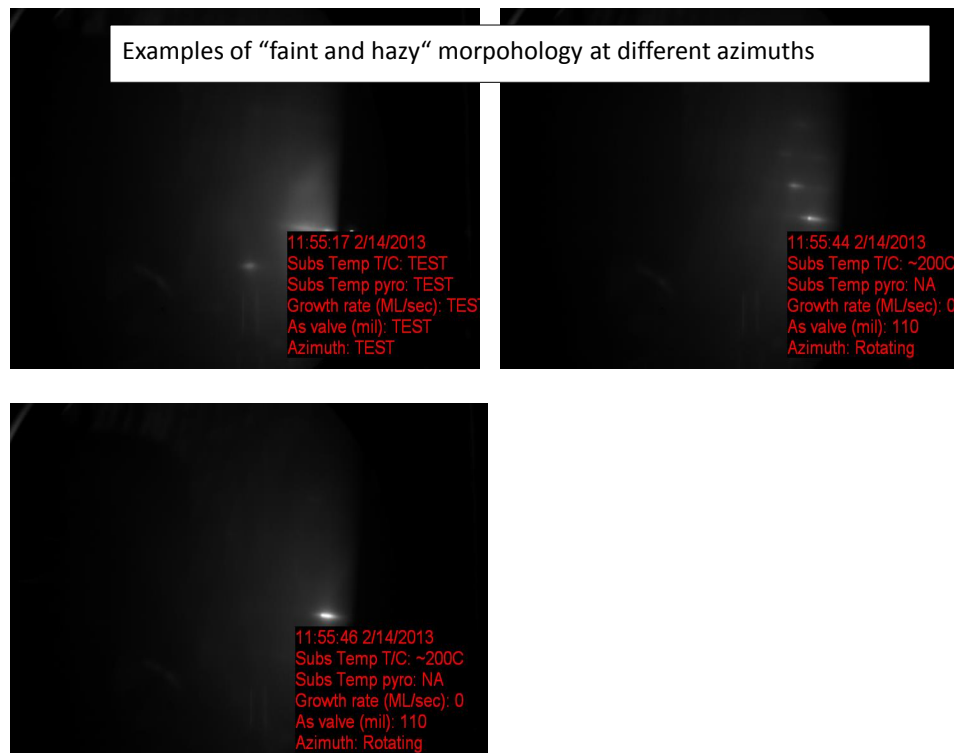 Examples of “faint and hazy“ morpohology at different azimuths
11:55:17 2/14/2013
Subs Temp T/C: TEST
Subs Temp pyro: TEST
Growth rate (ML/sec): TES
As valve (mil): TEST
Azimuth: TEST
11:55:44 2/14/2013
Subs Temp T/C: ~200C
Subs Temp pyro: NA
Growth rate (ML/sec): 0
As valve (mil): 110
Azimuth: Rotating
11:55:46 2/14/2013
Subs Temp T/C: ~200C
Subs Temp pyro: NA
Growth rate (ML/sec): 0
As valve (mil): 110
Azimuth: Rotating